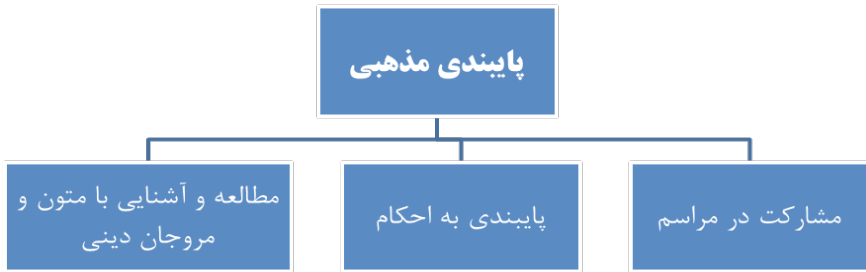 پایبندی مذهبی
مشارکت در مراسم
پایبندی به احکام
مطالعه و آشنایی با متون و
مروجان دینی